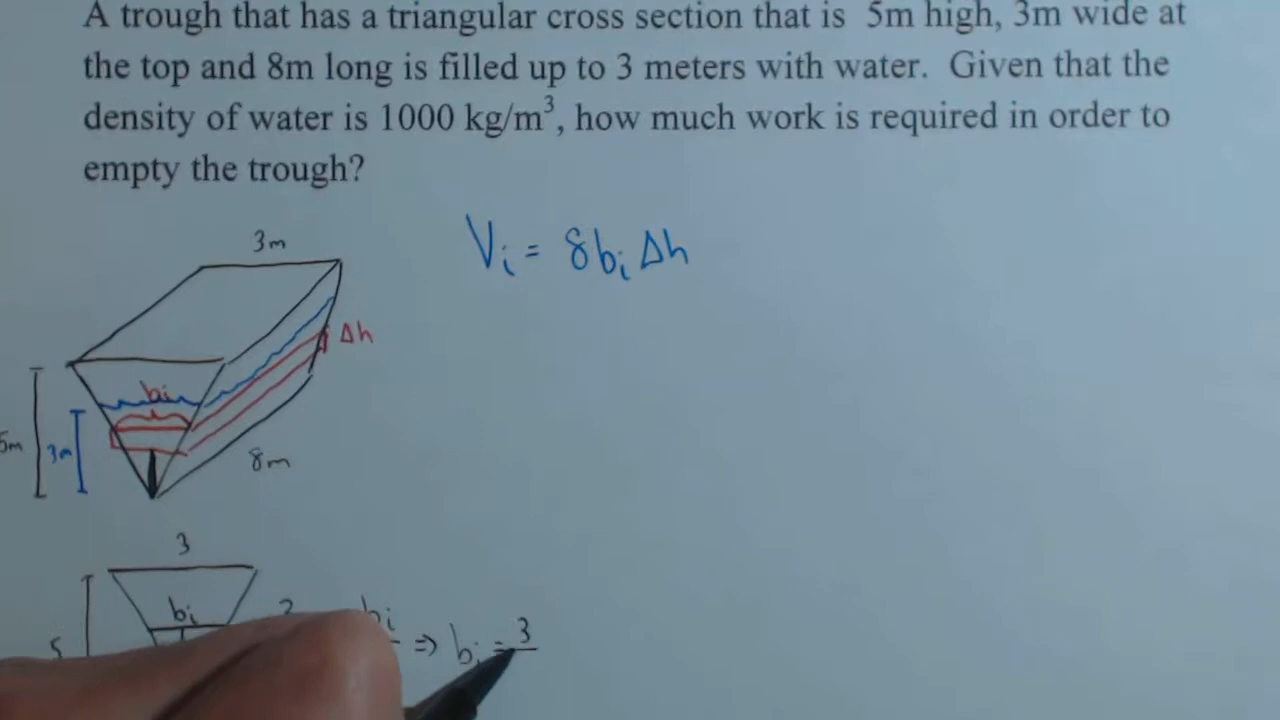 A trough that has a triangular cross section that is 5m high, 3m wide at
the top and 8m long is filled up to 3 meters with water. Given that the
density of water is 1000 kg/m³, how much work is required in order to
empty the trough?
Vᵢ = 8bᵢ Δh
3m
Δh
bᵢ
5m
3m
8m
3
bᵢ
5
bᵢ
⇒ bᵢ = 3